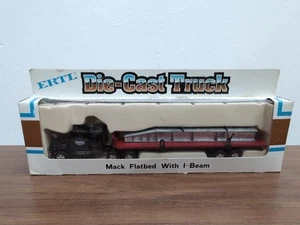 ERTL
Die-Cast Truck
Mack Flatbed With I-Beam